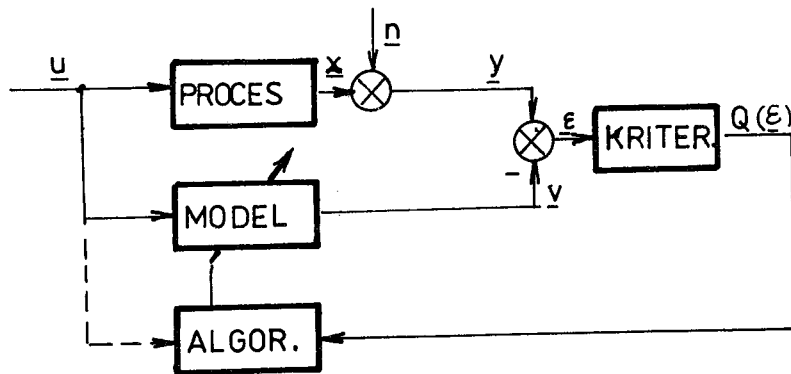 n
u
x
y
PROCES
ε
KRITER.
Q(ε)
MODEL
-
v
ALGOR.